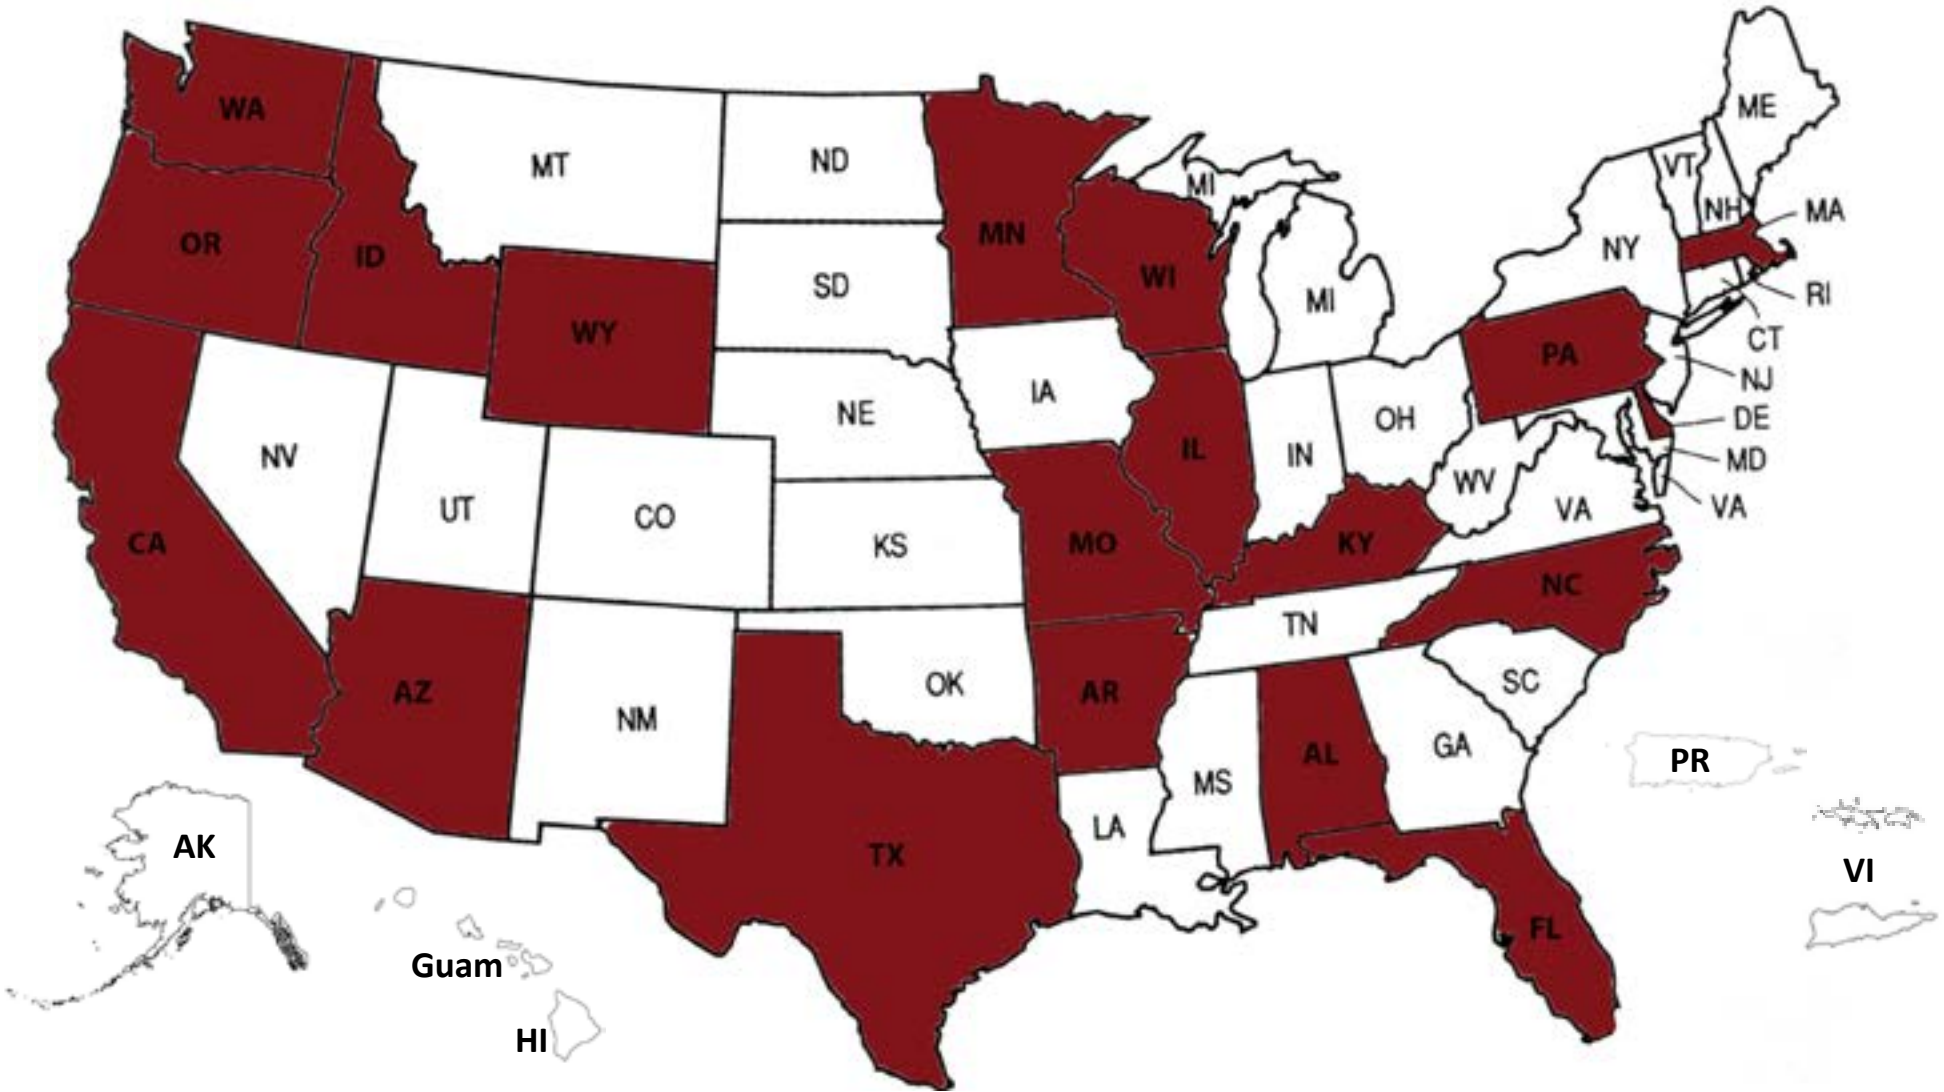 WA
MT
ND
MN
MI
VT
ME
NH
MA
OR
ID
WI
NY
SD
MI
RI
WY
PA
CT
NJ
NE
IA
OH
DE
NV
IL
IN
MD
WV
UT
CO
VA
VA
KS
CA
MO
KY
NC
TN
AZ
OK
AR
SC
NM
GA
AL
PR
MS
LA
AK
TX
VI
FL
Guam
HI